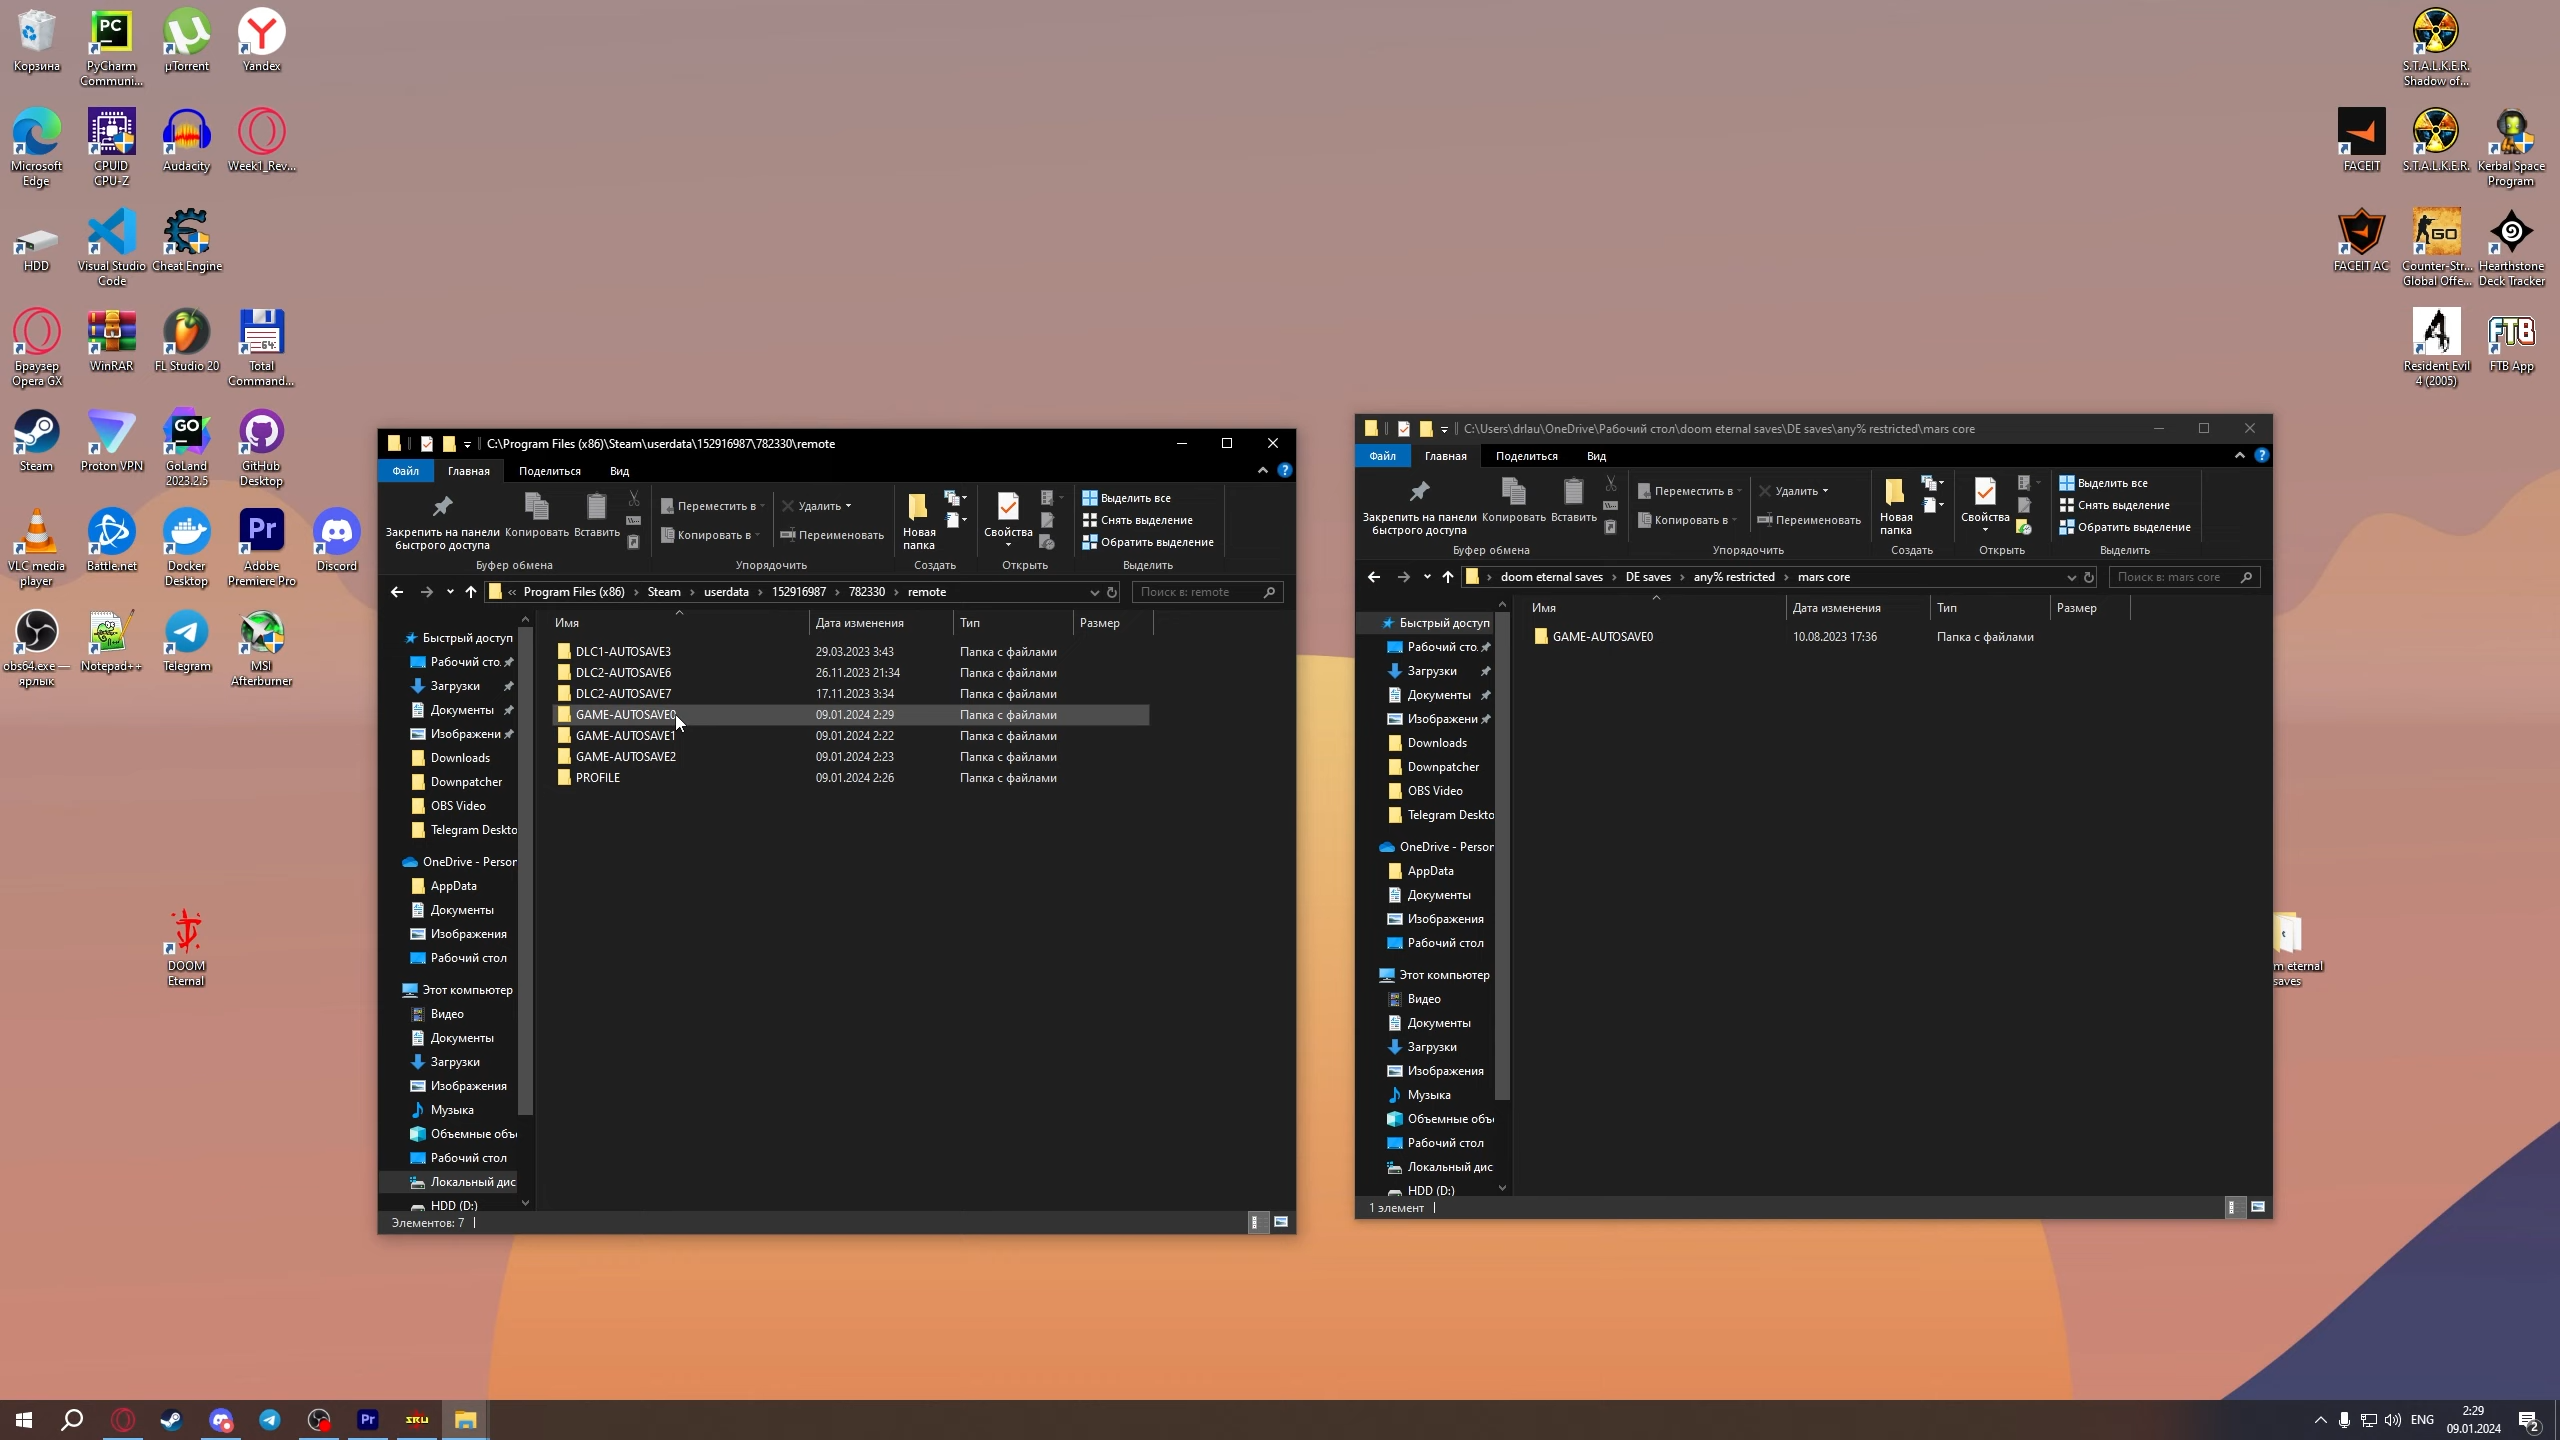 Корзина
PyCharm
Communi...
µTorrent
Yandex
Microsoft
Edge
CPUID
CPU-Z
Audacity
Week1_Rev...
HDD
Visual Studio
Code
Cheat Engine
Браузер
Opera GX
WinRAR
FL Studio 20
Total
Command...
Steam
Proton VPN
GoLand
2023.2.5
GitHub
Desktop
VLC media
player
Battle.net
Docker
Desktop
Adobe
Premiere Pro
Discord
obs64.exe —
ярлык
Notepad++
Telegram
MSI
Afterburner
DOOM
Eternal
S.T.A.L.K.E.R.
Shadow of...
FACEIT
S.T.A.L.K.E.R.
Kerbal Space
Program
FACEIT AC
Counter-Str...
Global Offe...
Hearthstone
Deck Tracker
Resident Evil
4 (2005)
FTB App
m eternal
saves
C:\Program Files (x86)\Steam\userdata\152916987\782330\remote
Файл Главная Поделиться Вид
Закрепить на панели
быстрого доступа
Копировать
Вставить
Переместить в
Копировать в
Удалить
Переименовать
Новая
папка
Свойства
Выделить все
Снять выделение
Обратить выделение
Буфер обмена Упорядочить Создать Открыть Выделить
« Program Files (x86) › Steam › userdata › 152916987 › 782330 › remote
Поиск в: remote
Имя Дата изменения Тип Размер
DLC1-AUTOSAVE3 29.03.2023 3:43 Папка с файлами
DLC2-AUTOSAVE6 26.11.2023 21:34 Папка с файлами
DLC2-AUTOSAVE7 17.11.2023 3:34 Папка с файлами
GAME-AUTOSAVE0 09.01.2024 2:29 Папка с файлами
GAME-AUTOSAVE1 09.01.2024 2:22 Папка с файлами
GAME-AUTOSAVE2 09.01.2024 2:23 Папка с файлами
PROFILE 09.01.2024 2:26 Папка с файлами
Быстрый доступ
Рабочий сто
Загрузки
Документы
Изображени
Downloads
Downpatcher
OBS Video
Telegram Deskto
OneDrive - Person
AppData
Документы
Изображения
Рабочий стол
Этот компьютер
Видео
Документы
Загрузки
Изображения
Музыка
Объемные объ
Рабочий стол
Локальный дис
HDD (D:)
Элементов: 7
C:\Users\drlau\OneDrive\Рабочий стол\doom eternal saves\DE saves\any% restricted\mars core
Файл Главная Поделиться Вид
Закрепить на панели
быстрого доступа
Копировать
Вставить
Переместить в
Копировать в
Удалить
Переименовать
Новая
папка
Свойства
Выделить все
Снять выделение
Обратить выделение
Буфер обмена Упорядочить Создать Открыть Выделить
› doom eternal saves › DE saves › any% restricted › mars core
Поиск в: mars core
Имя Дата изменения Тип Размер
GAME-AUTOSAVE0 10.08.2023 17:36 Папка с файлами
Быстрый доступ
Рабочий сто
Загрузки
Документы
Изображени
Downloads
Downpatcher
OBS Video
Telegram Deskto
OneDrive - Person
AppData
Документы
Изображения
Рабочий стол
Этот компьютер
Видео
Документы
Загрузки
Изображения
Музыка
Объемные объ
Рабочий стол
Локальный дис
HDD (D:)
1 элемент
ENG
2:29
09.01.2024
2